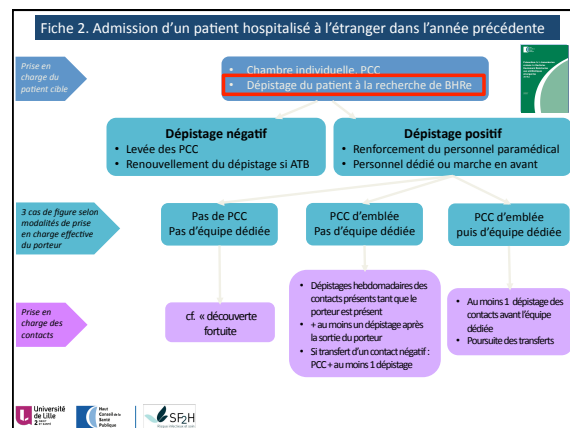 Fiche 2. Admission d'un patient hospitalisé à l'étranger dans l'année précédente
Prise en
charge du
patient cible
• Chambre individuelle, PCC
• Dépistage du patient à la recherche de BHRe
Dépistage négatif
• Levée des PCC
• Renouvellement du dépistage si ATB
Dépistage positif
• Renforcement du personnel paramédical
• Personnel dédié ou marche en avant
3 cas de figure selon
modalités de prise
en charge effective
du porteur
Pas de PCC
Pas d'équipe dédiée
PCC d'emblée
Pas d'équipe dédiée
PCC d'emblée
puis d'équipe dédiée
Prise en
charge des
contacts
cf. « découverte
fortuite
• Dépistages hebdomadaires des
contacts présents tant que le
porteur est présent
• + au moins un dépistage après
la sortie du porteur
• Si transfert d'un contact négatif :
PCC + au moins 1 dépistage
• Au moins 1 dépistage des
contacts avant l'équipe
dédiée
• Poursuite des transferts
Université
de Lille
2
Haut
Conseil de la
Santé
Publique
SF2H